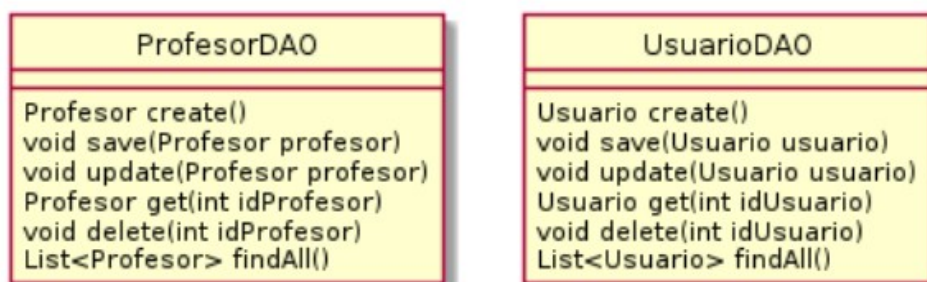 ProfesorDAO
Profesor create()
void save(Profesor profesor)
void update(Profesor profesor)
Profesor get(int idProfesor)
void delete(int idProfesor)
List<Profesor> findAll()
UsuarioDAO
Usuario create()
void save(Usuario usuario)
void update(Usuario usuario)
Usuario get(int idUsuario)
void delete(int idUsuario)
List<Usuario> findAll()